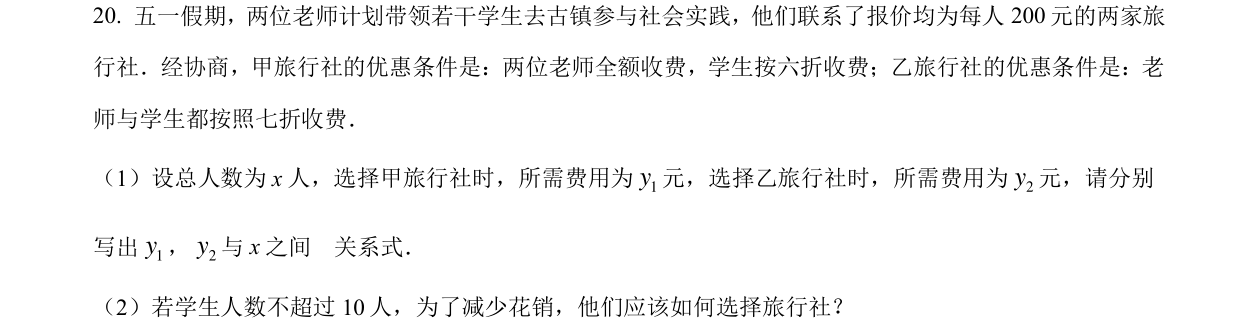 20. 五一假期，两位老师计划带领若干学生去古镇参与社会实践，他们联系了报价均为每人 200 元的两家旅
行社．经协商，甲旅行社的优惠条件是：两位老师全额收费，学生按六折收费；乙旅行社的优惠条件是：老
师与学生都按照七折收费．
（1）设总人数为 x 人，选择甲旅行社时，所需费用为 y₁ 元，选择乙旅行社时，所需费用为 y₂ 元，请分别
写出 y₁， y₂ 与 x 之间 关系式．
（2）若学生人数不超过 10 人，为了减少花销，他们应该如何选择旅行社？